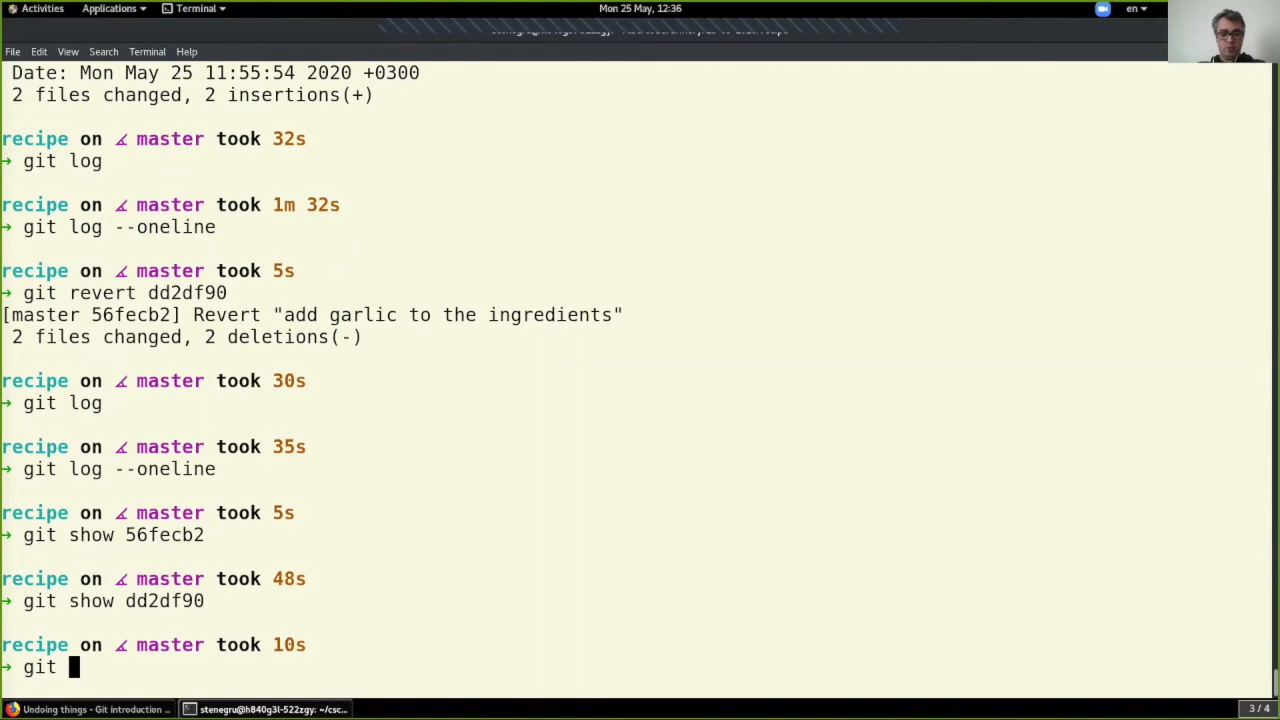 Activities Applications Terminal Mon 25 May, 12:36 en
File Edit View Search Terminal Help
Date: Mon May 25 11:55:54 2020 +0300
2 files changed, 2 insertions(+)
recipe on master took 32s
→ git log
recipe on master took 1m 32s
→ git log --oneline
recipe on master took 5s
→ git revert dd2df90
[master 56fecb2] Revert "add garlic to the ingredients"
2 files changed, 2 deletions(-)
recipe on master took 30s
→ git log
recipe on master took 35s
→ git log --oneline
recipe on master took 5s
→ git show 56fecb2
recipe on master took 48s
→ git show dd2df90
recipe on master took 10s
→ git
Undoing things - Git introduction ... stenegru@h840g3l-522zgy: ~/csc... 3 / 4